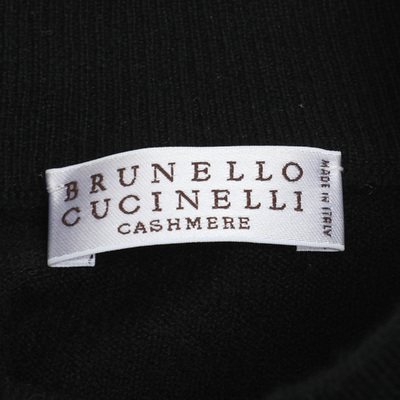 BRUNELLO
CUCINELLI
CASHMERE
MADE IN ITALY